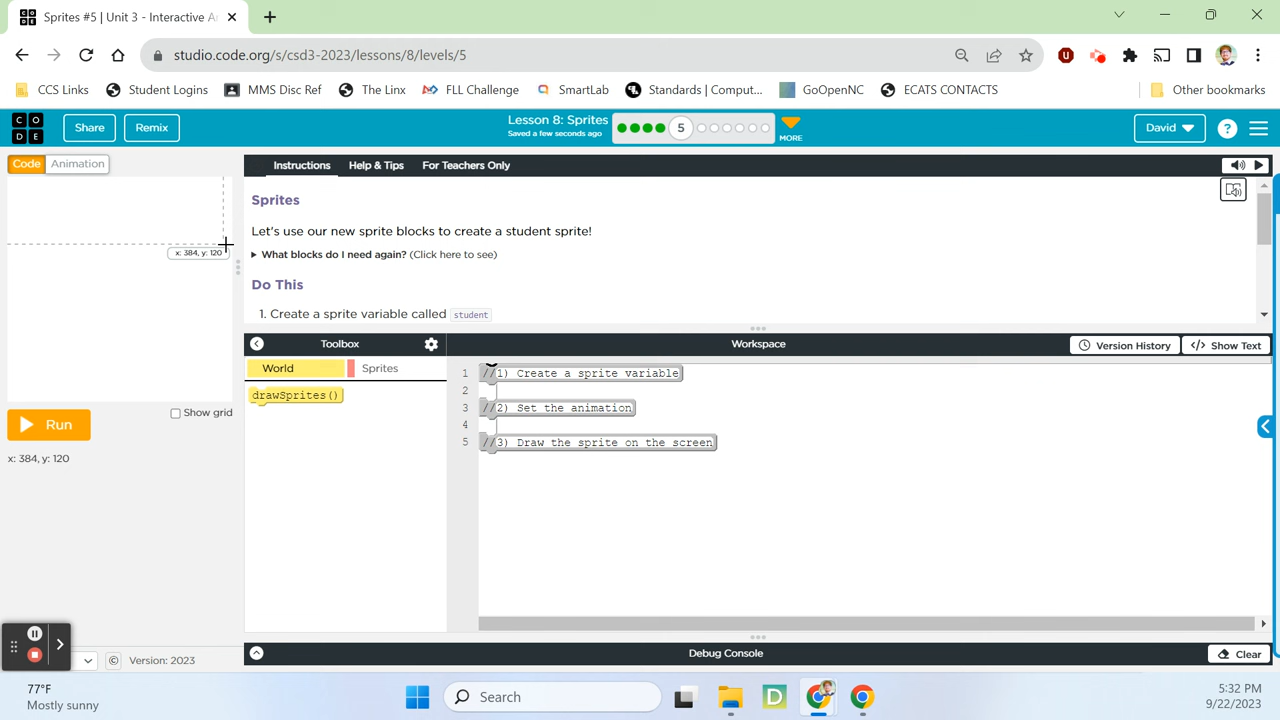 Sprites #5 | Unit 3 - Interactive A
studio.code.org/s/csd3-2023/lessons/8/levels/5
CCS Links
Student Logins
MMS Disc Ref
The Linx
FLL Challenge
SmartLab
Standards | Comput...
GoOpenNC
ECATS CONTACTS
Other bookmarks
C O
D E
Share
Remix
Lesson 8: Sprites
Saved a few seconds ago
5
MORE
David
?
Code
Animation
Instructions
Help & Tips
For Teachers Only
Sprites
Let's use our new sprite blocks to create a student sprite!
What blocks do I need again? (Click here to see)
Do This
1. Create a sprite variable called student
x: 384, y: 120
Toolbox
Workspace
Version History
</> Show Text
World
Sprites
drawSprites()
1 //1) Create a sprite variable
2
3 //2) Set the animation
4
5 //3) Draw the sprite on the screen
Show grid
Run
x: 384, y: 120
© Version: 2023
Debug Console
Clear
77°F
Mostly sunny
Search
D
5:32 PM
9/22/2023